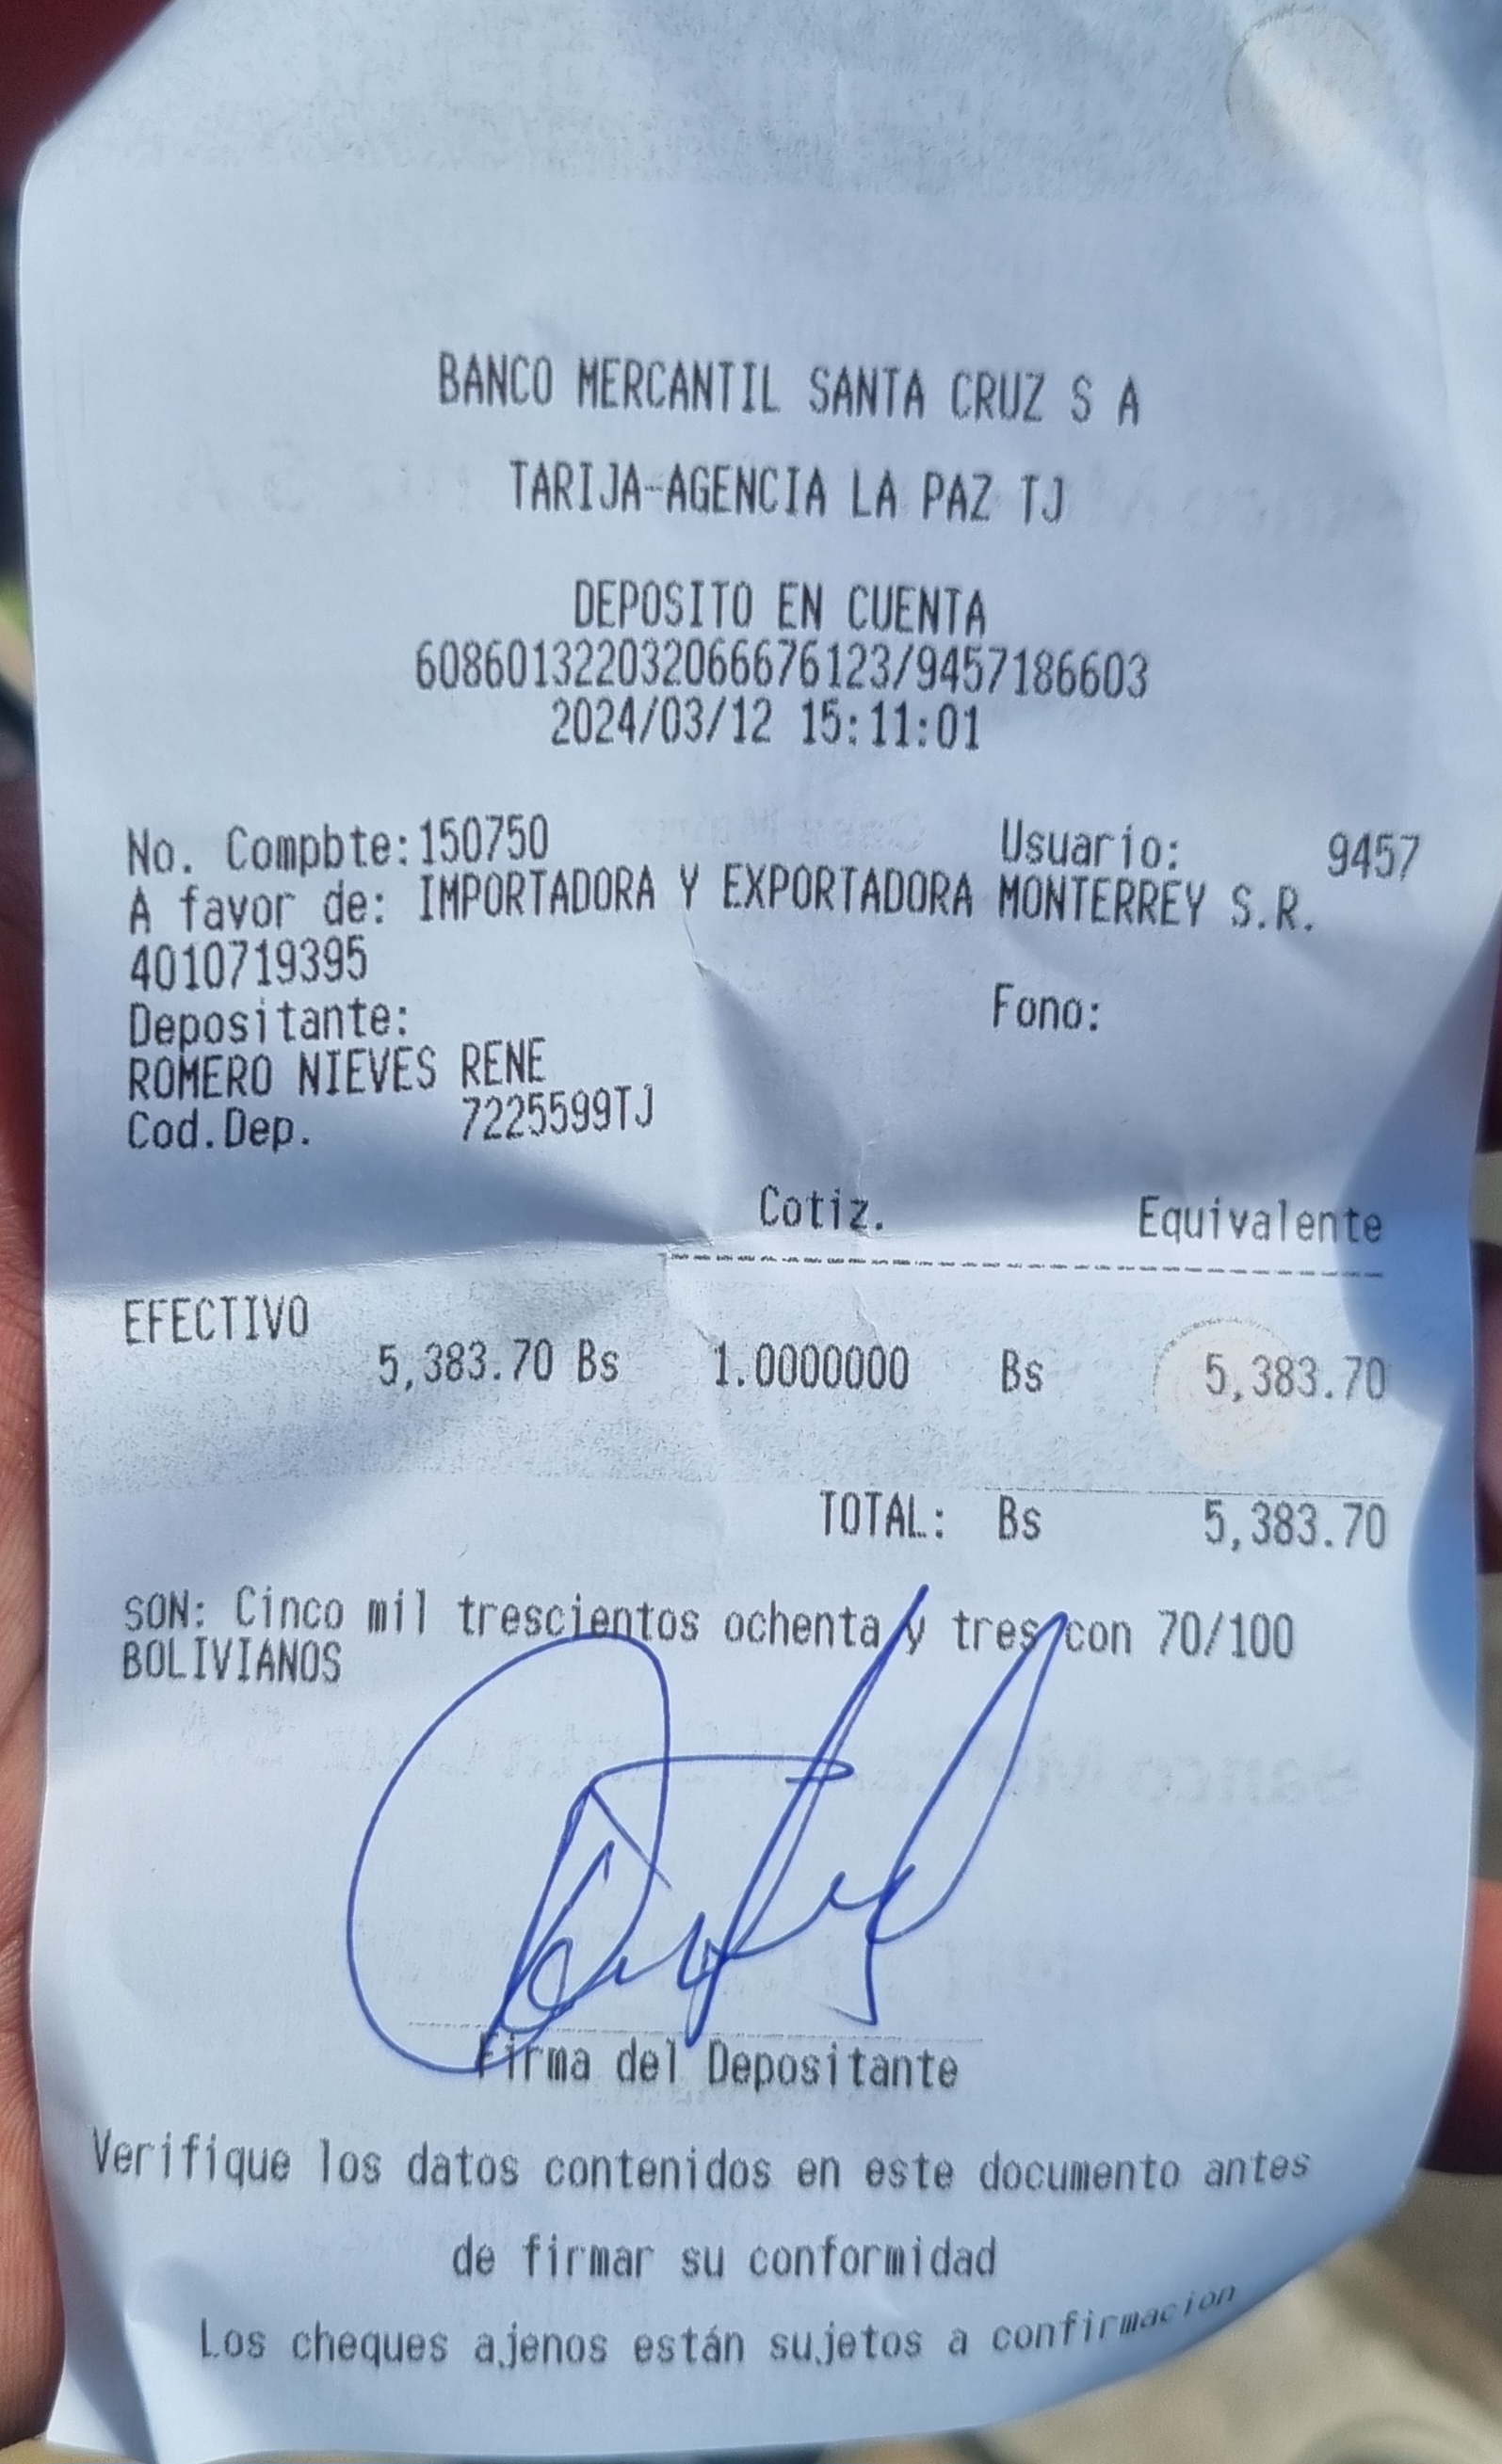 BANCO MERCANTIL SANTA CRUZ S A
TARIJA-AGENCIA LA PAZ TJ
DEPOSITO EN CUENTA
608601322032066676123/9457186603
2024/03/12 15:11:01
No. Compbte:150750 Usuario: 9457
A favor de: IMPORTADORA Y EXPORTADORA MONTERREY S.R.
4010719395
Depositante: Fono:
ROMERO NIEVES RENE
Cod.Dep. 7225599TJ
Cotiz. Equivalente
EFECTIVO
5,383.70 Bs 1.0000000 Bs 5,383.70
TOTAL: Bs 5,383.70
SON: Cinco mil trescientos ochenta y tres con 70/100
BOLIVIANOS
Firma del Depositante
Verifique los datos contenidos en este documento antes
de firmar su conformidad
Los cheques ajenos están sujetos a confirmacion